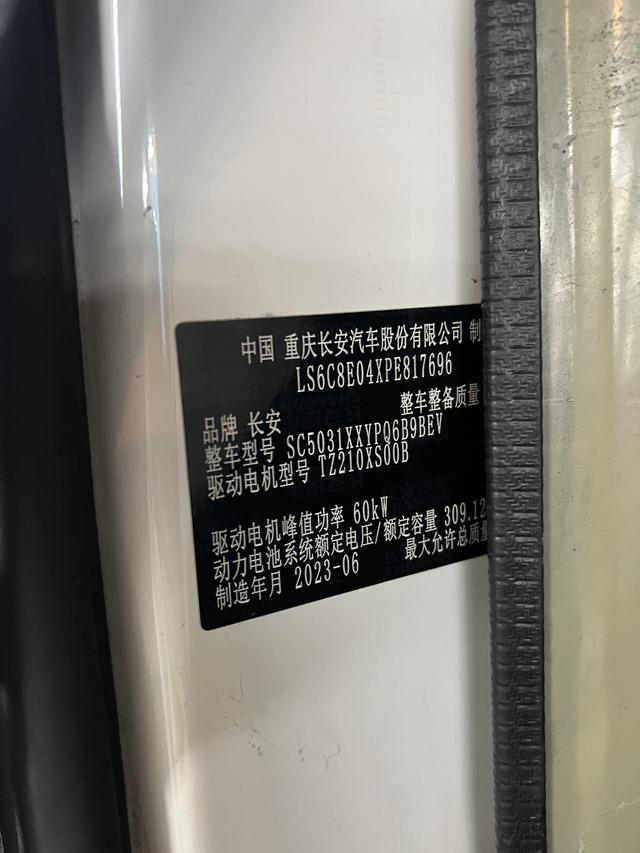 中国 重庆长安汽车股份有限公司 制
LS6C8E04XPE817696
品牌 长安
整车整备质量
整车型号 SC5031XXYPQ6B9BEV
驱动电机型号 TZ210XS00B
驱动电机峰值功率 60kW
动力电池系统额定电压/额定容量 309.12
制造年月 2023-06
最大允许总质量